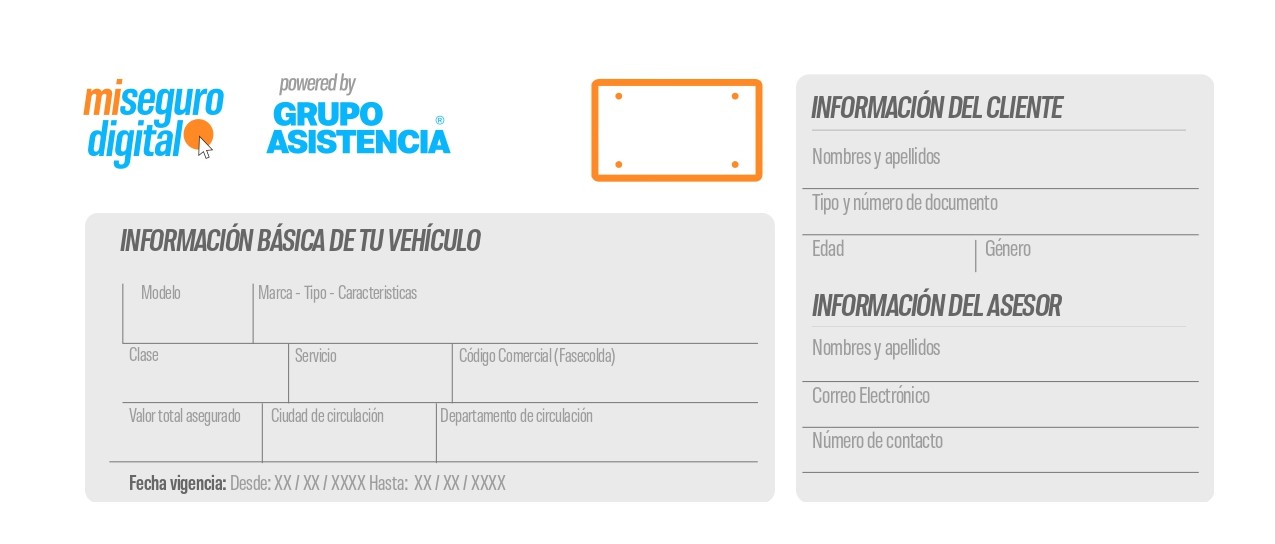 miseguro
digital
powered by
GRUPO
ASISTENCIA®
INFORMACIÓN BÁSICA DE TU VEHÍCULO
Modelo
Marca - Tipo - Caracteristicas
Clase
Servicio
Código Comercial (Fasecolda)
Valor total asegurado
Ciudad de circulación
Departamento de circulación
Fecha vigencia: Desde: XX / XX / XXXX Hasta: XX / XX / XXXX
INFORMACIÓN DEL CLIENTE
Nombres y apellidos
Tipo y número de documento
Edad
Género
INFORMACIÓN DEL ASESOR
Nombres y apellidos
Correo Electrónico
Número de contacto